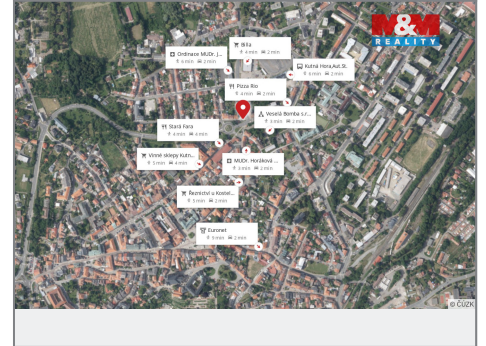 M&M
REALITY
Billa
4 min 2 min
Ordinace MUDr. J...
6 min 2 min
Kutná Hora,Aut.St.
6 min 2 min
Pizza Rio
4 min 2 min
Veselá Bomba s.r...
3 min 2 min
Stará Fara
4 min 4 min
Vinné sklepy Kutn...
5 min 4 min
MUDr. Horáková ...
3 min 2 min
Řeznictví u Kostel...
3 min 2 min
Euronet
9 min 2 min
© ČÚZK